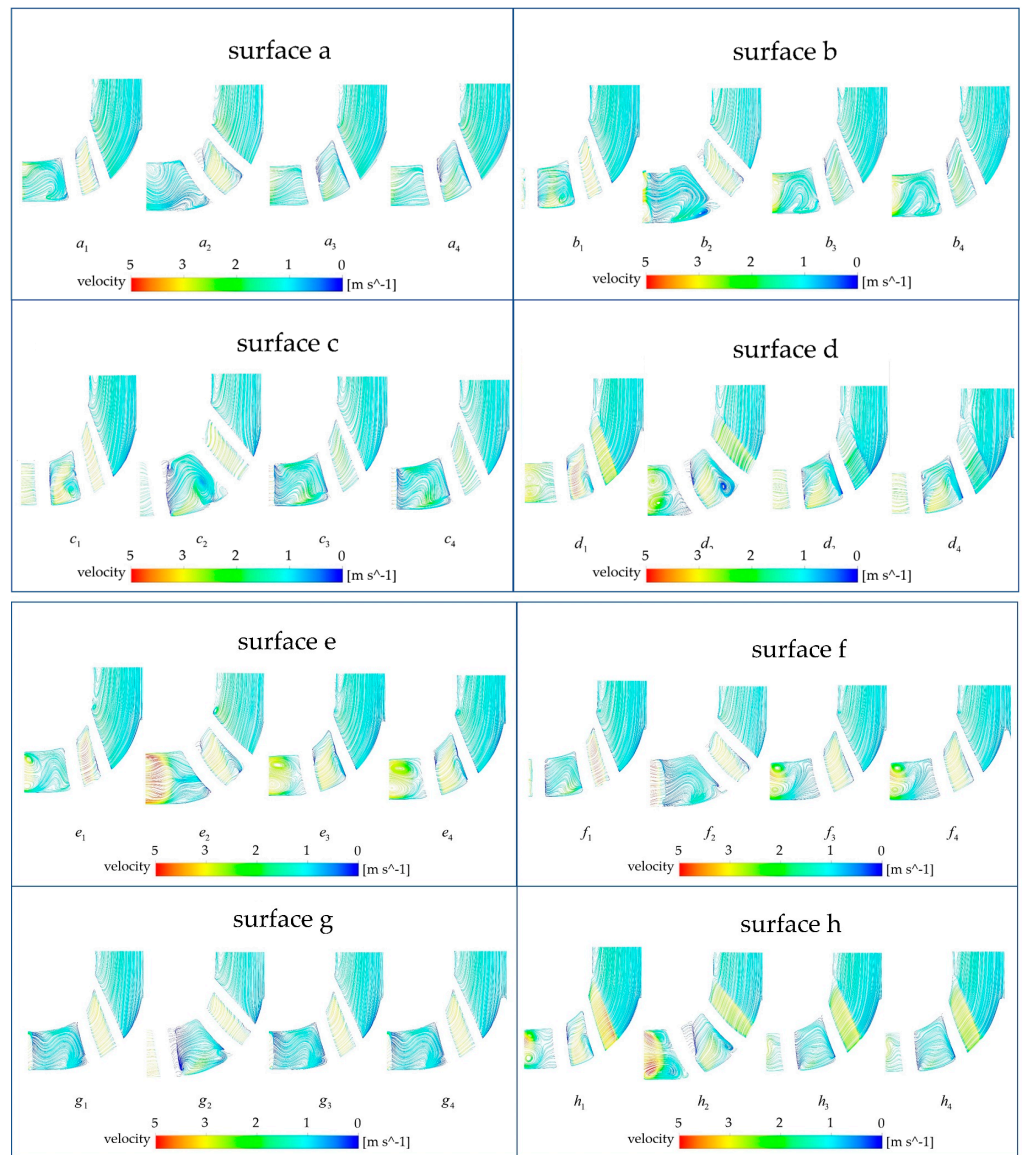 surface a
a₁ a₂ a₃ a₄
5 3 2 1 0
velocity [m s^-1]
surface b
b₁ b₂ b₃ b₄
5 3 2 1 0
velocity [m s^-1]
surface c
c₁ c₂ c₃ c₄
5 3 2 1 0
velocity [m s^-1]
surface d
d₁ d₄
5 3 2 1 0
velocity [m s^-1]
surface e
e₁ e₂ e₃ e₄
5 3 2 1 0
velocity [m s^-1]
surface f
f₁ f₂ f₃ f₄
5 3 2 1 0
velocity [m s^-1]
surface g
g₁ g₂ g₃ g₄
5 3 2 1 0
velocity [m s^-1]
surface h
h₁ h₂ h₃ h₄
5 3 2 1 0
velocity [m s^-1]